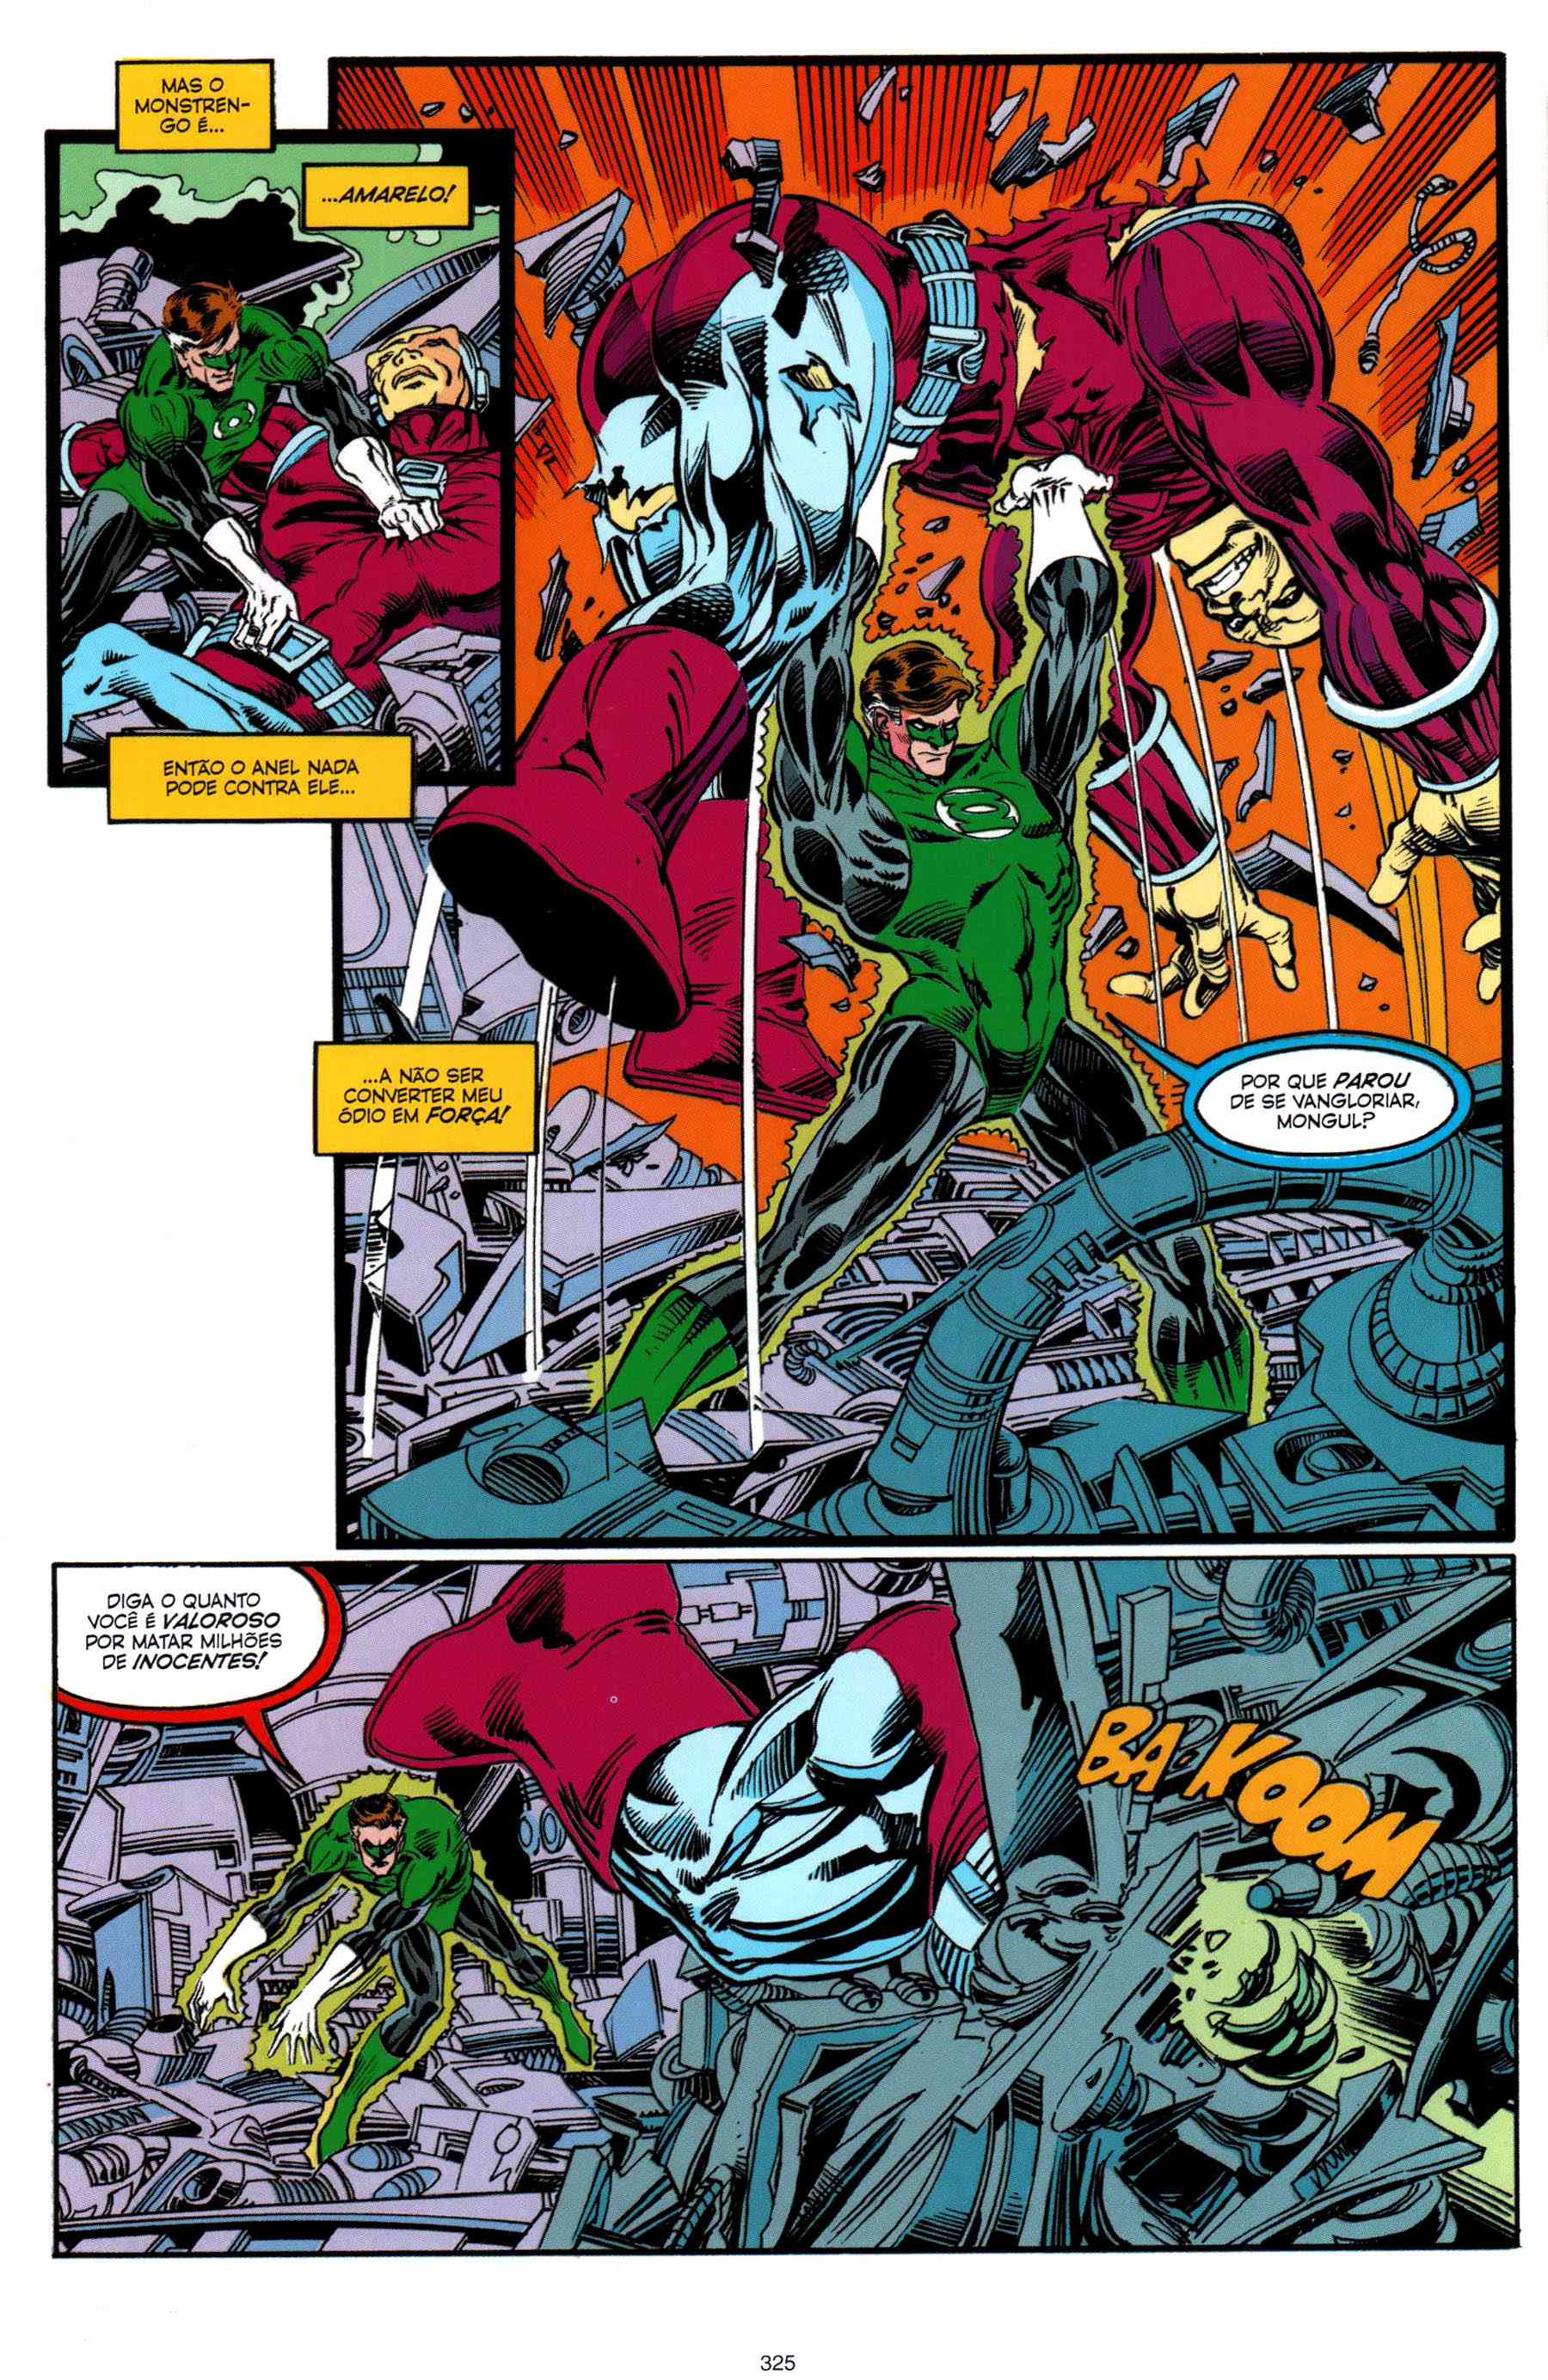 MAS O
MONSTREN-
GO É...
...AMARELO!
ENTÃO O ANEL NADA
PODE CONTRA ELE...
...A NÃO SER
CONVERTER MEU
ÓDIO EM FORÇA!
POR QUE PAROU
DE SE VANGLORIAR,
MONGUL?
DIGA O QUANTO
VOCÊ É VALOROSO
POR MATAR MILHÕES
DE INOCENTES!
BA-KOOM
325